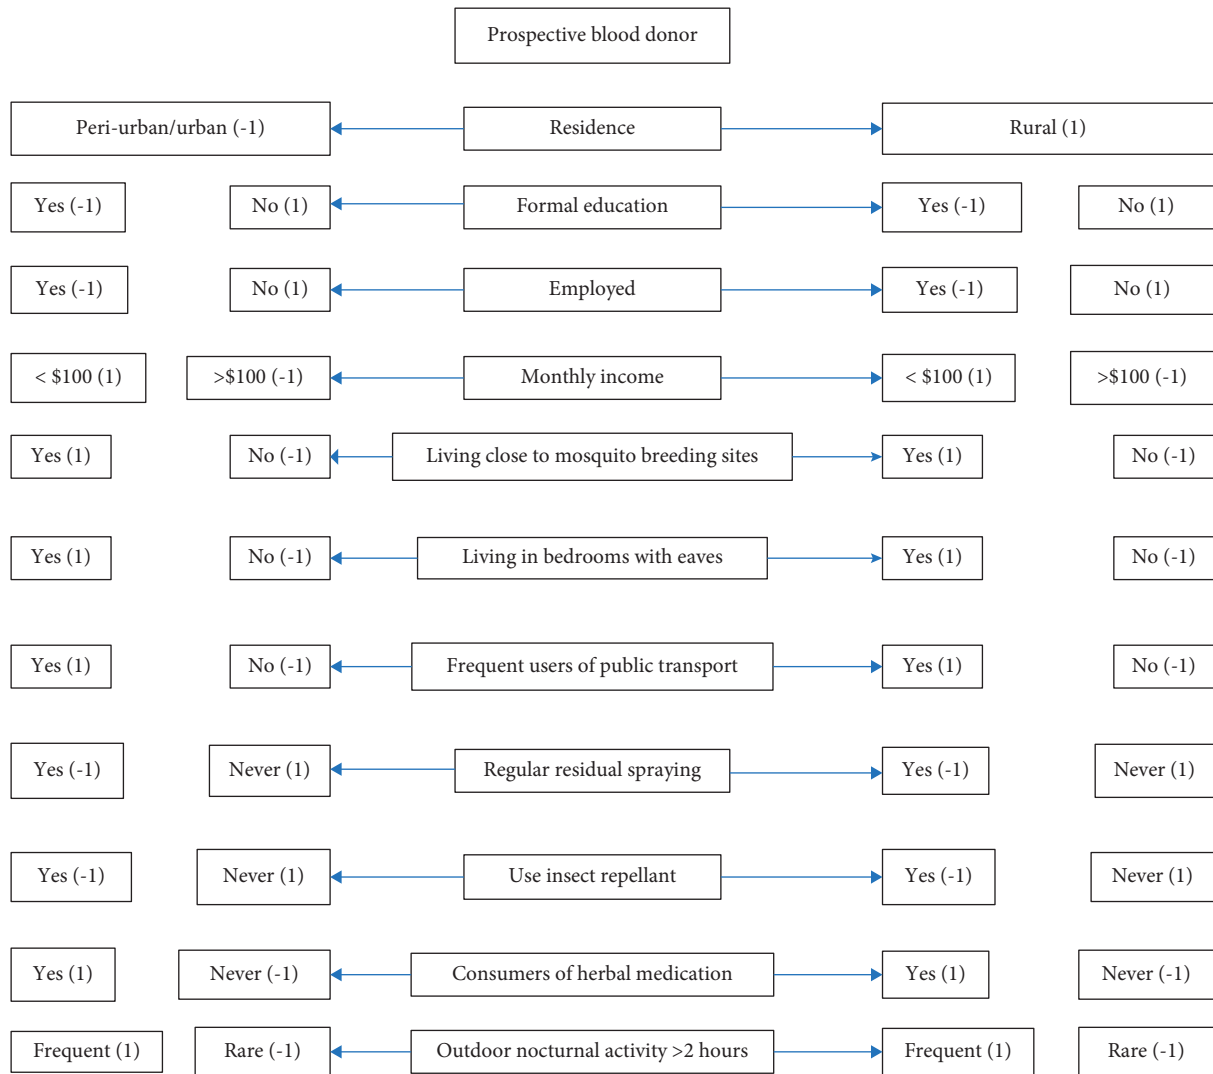 Prospective blood donor
Peri-urban/urban (-1) Residence Rural (1)
Yes (-1) No (1) Formal education Yes (-1) No (1)
Yes (-1) No (1) Employed Yes (-1) No (1)
< $100 (1) >$100 (-1) Monthly income < $100 (1) >$100 (-1)
Yes (1) No (-1) Living close to mosquito breeding sites Yes (1) No (-1)
Yes (1) No (-1) Living in bedrooms with eaves Yes (1) No (-1)
Yes (1) No (-1) Frequent users of public transport Yes (1) No (-1)
Yes (-1) Never (1) Regular residual spraying Yes (-1) Never (1)
Yes (-1) Never (1) Use insect repellant Yes (-1) Never (1)
Yes (1) Never (-1) Consumers of herbal medication Yes (1) Never (-1)
Frequent (1) Rare (-1) Outdoor nocturnal activity >2 hours Frequent (1) Rare (-1)